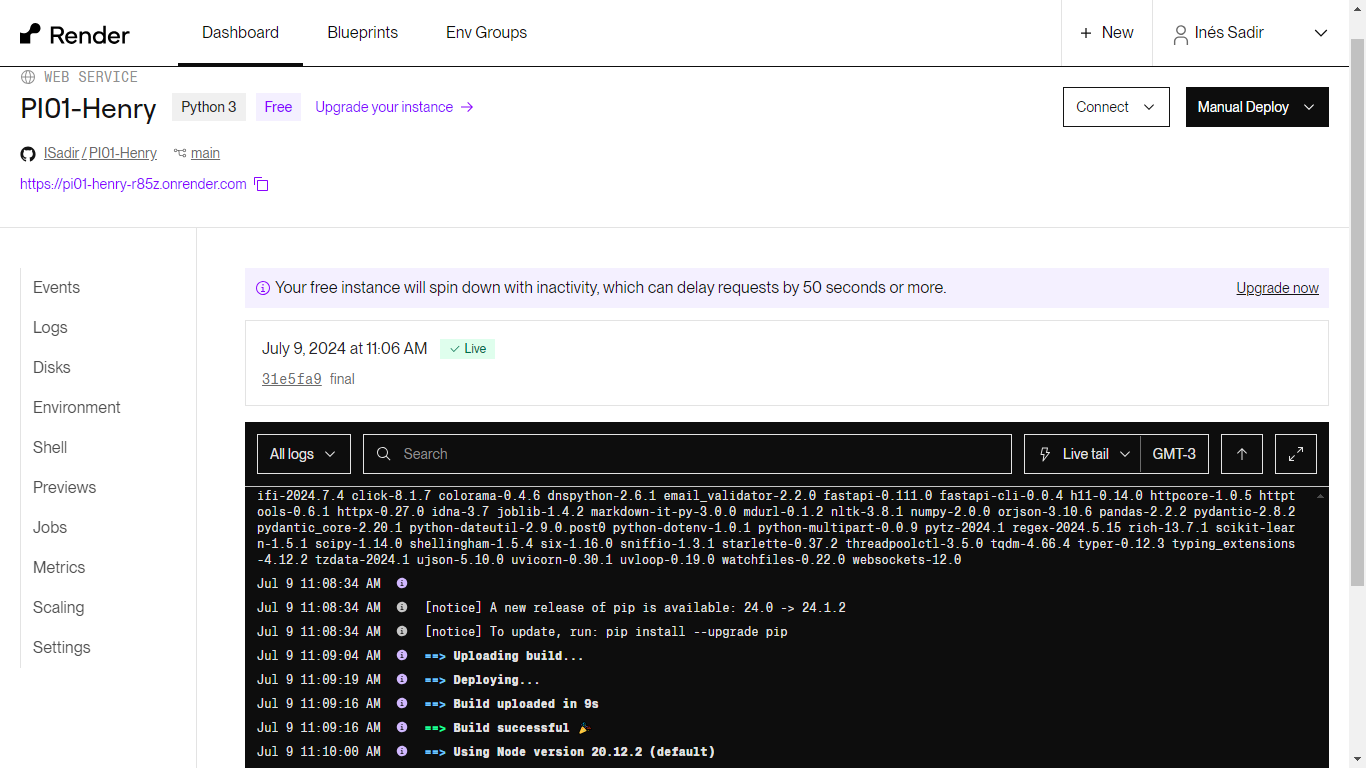 Render
Dashboard Blueprints Env Groups
+ New
Inés Sadir
WEB SERVICE
PI01-Henry Python 3 Free Upgrade your instance →
Connect
Manual Deploy
ISadir / PI01-Henry main
https://pi01-henry-r85z.onrender.com
Events
Logs
Disks
Environment
Shell
Previews
Jobs
Metrics
Scaling
Settings
Your free instance will spin down with inactivity, which can delay requests by 50 seconds or more.
Upgrade now
July 9, 2024 at 11:06 AM ✓ Live
31e5fa9 final
All logs Search Live tail GMT-3
ifi-2024.7.4 click-8.1.7 colorama-0.4.6 dnspython-2.6.1 email_validator-2.2.0 fastapi-0.111.0 fastapi-cli-0.0.4 h11-0.14.0 httpcore-1.0.5 httpt
ools-0.6.1 httpx-0.27.0 idna-3.7 joblib-1.4.2 markdown-it-py-3.0.0 mdurl-0.1.2 nltk-3.8.1 numpy-2.0.0 orjson-3.10.6 pandas-2.2.2 pydantic-2.8.2
pydantic_core-2.20.1 python-dateutil-2.9.0.post0 python-dotenv-1.0.1 python-multipart-0.0.9 pytz-2024.1 regex-2024.5.15 rich-13.7.1 scikit-lear
n-1.5.1 scipy-1.14.0 shellingham-1.5.4 six-1.16.0 sniffio-1.3.1 starlette-0.37.2 threadpoolctl-3.5.0 tqdm-4.66.4 typer-0.12.3 typing_extensions
-4.12.2 tzdata-2024.1 ujson-5.10.0 uvicorn-0.30.1 uvloop-0.19.0 watchfiles-0.22.0 websockets-12.0
Jul 9 11:08:34 AM
Jul 9 11:08:34 AM [notice] A new release of pip is available: 24.0 -> 24.1.2
Jul 9 11:08:34 AM [notice] To update, run: pip install --upgrade pip
Jul 9 11:09:04 AM ==> Uploading build...
Jul 9 11:09:19 AM ==> Deploying...
Jul 9 11:09:16 AM ==> Build uploaded in 9s
Jul 9 11:09:16 AM ==> Build successful 🎉
Jul 9 11:10:00 AM ==> Using Node version 20.12.2 (default)